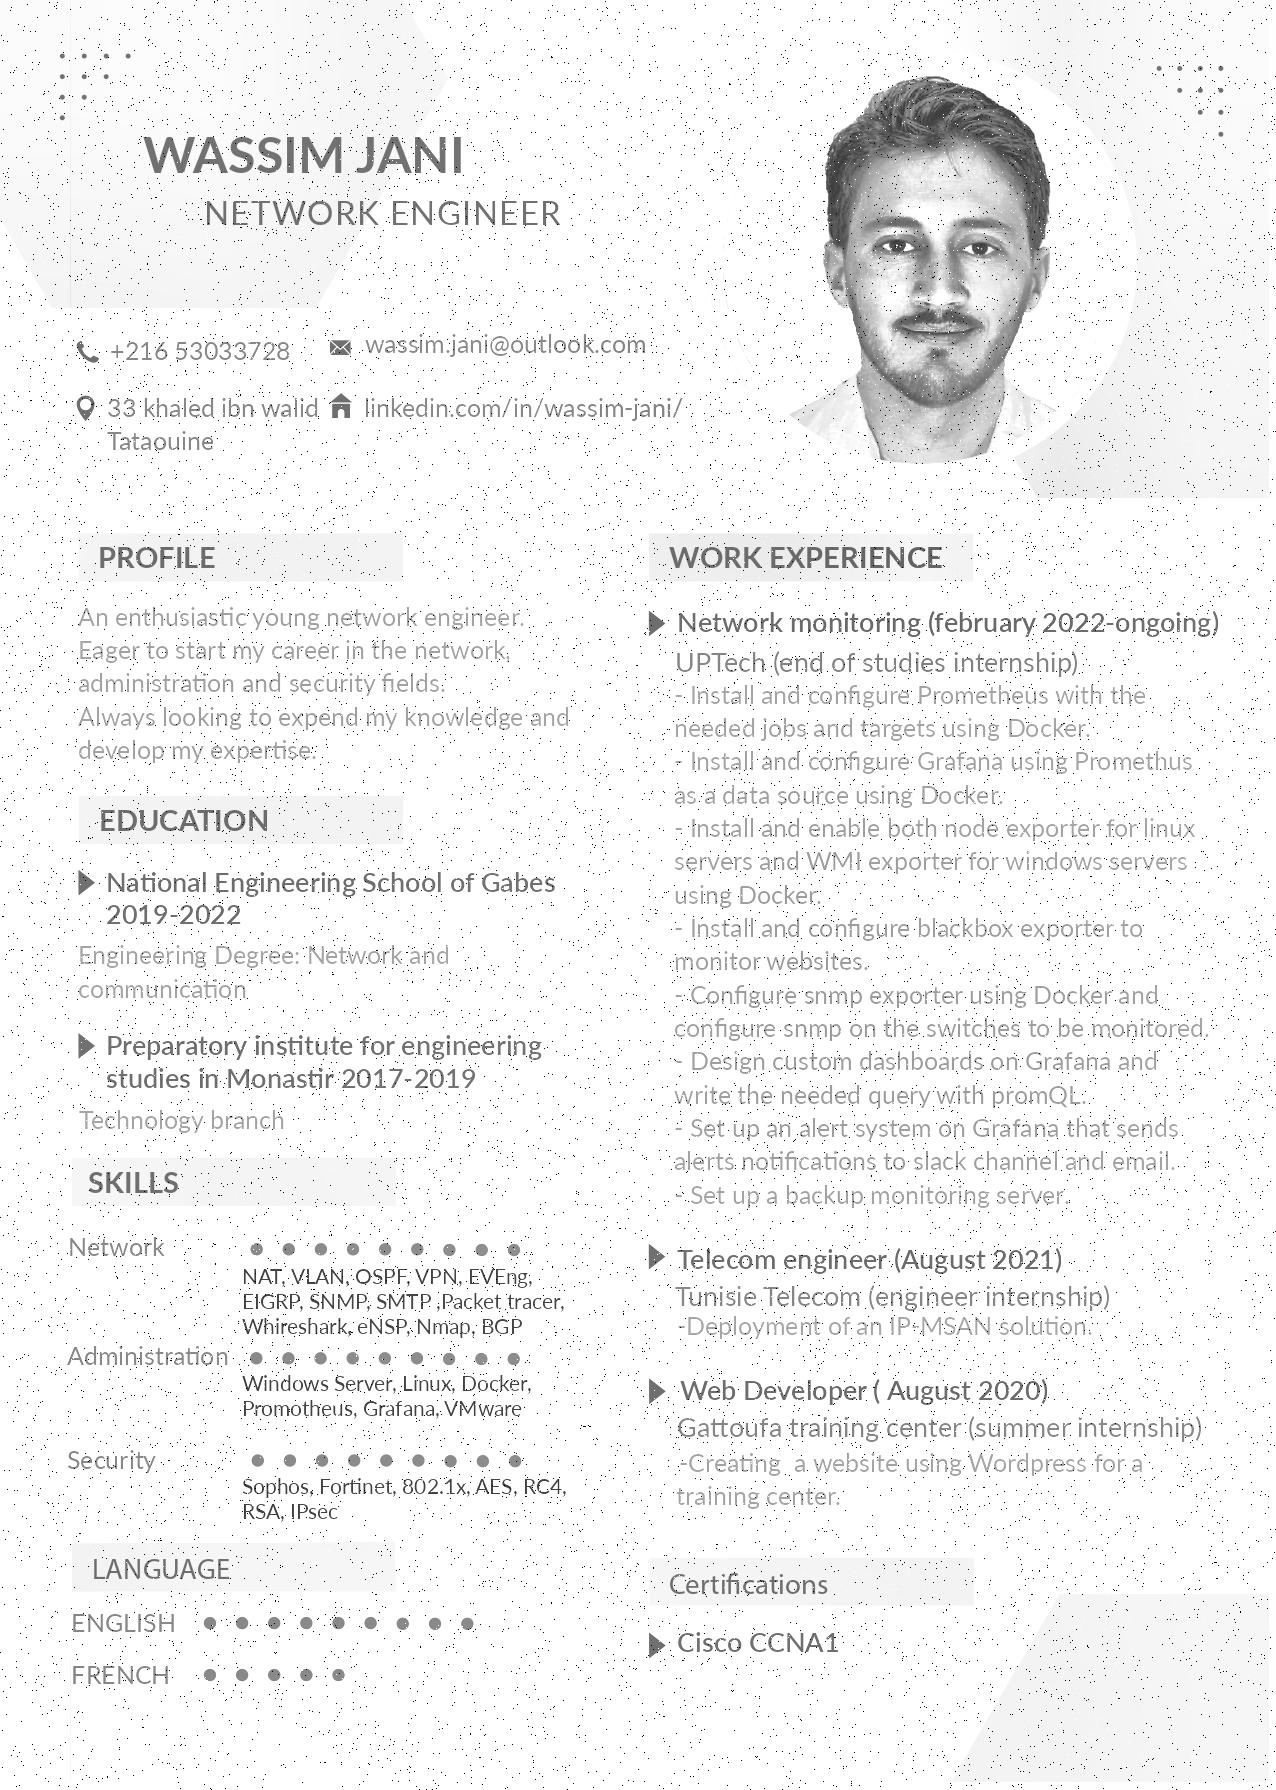 WASSIM JANI
NETWORK ENGINEER
+216 53033728
wassim.jani@outlook.com
33 khaled ibn walid
Tataouine
linkedin.com/in/wassim-jani/
PROFILE
An enthusiastic young network engineer.
Eager to start my career in the network,
administration and security fields.
Always looking to expend my knowledge and
develop my expertise.
EDUCATION
National Engineering School of Gabes
2019-2022
Engineering Degree: Network and
communication
Preparatory institute for engineering
studies in Monastir 2017-2019
Technology branch
SKILLS
Network
NAT, VLAN, OSPF, VPN, EVEng,
EIGRP, SNMP, SMTP ,Packet tracer,
Whireshark, eNSP, Nmap, BGP
Administration
Windows Server, Linux, Docker,
Promotheus, Grafana, VMware
Security
Sophos, Fortinet, 802.1x, AES, RC4,
RSA, IPsec
LANGUAGE
ENGLISH
FRENCH
WORK EXPERIENCE
Network monitoring (february 2022-ongoing)
UPTech (end of studies internship)
- Install and configure Prometheus with the
needed jobs and targets using Docker.
- Install and configure Grafana using Promethus
as a data source using Docker.
- Install and enable both node exporter for linux
servers and WMI exporter for windows servers
using Docker.
- Install and configure blackbox exporter to
monitor websites.
- Configure snmp exporter using Docker and
configure snmp on the switches to be monitored.
- Design custom dashboards on Grafana and
write the needed query with promQL.
- Set up an alert system on Grafana that sends
alerts notifications to slack channel and email.
- Set up a backup monitoring server.
Telecom engineer (August 2021)
Tunisie Telecom (engineer internship)
-Deployment of an IP-MSAN solution.
Web Developer ( August 2020)
Gattoufa training center (summer internship)
-Creating  a website using Wordpress for a
training center.
Certifications
Cisco CCNA1